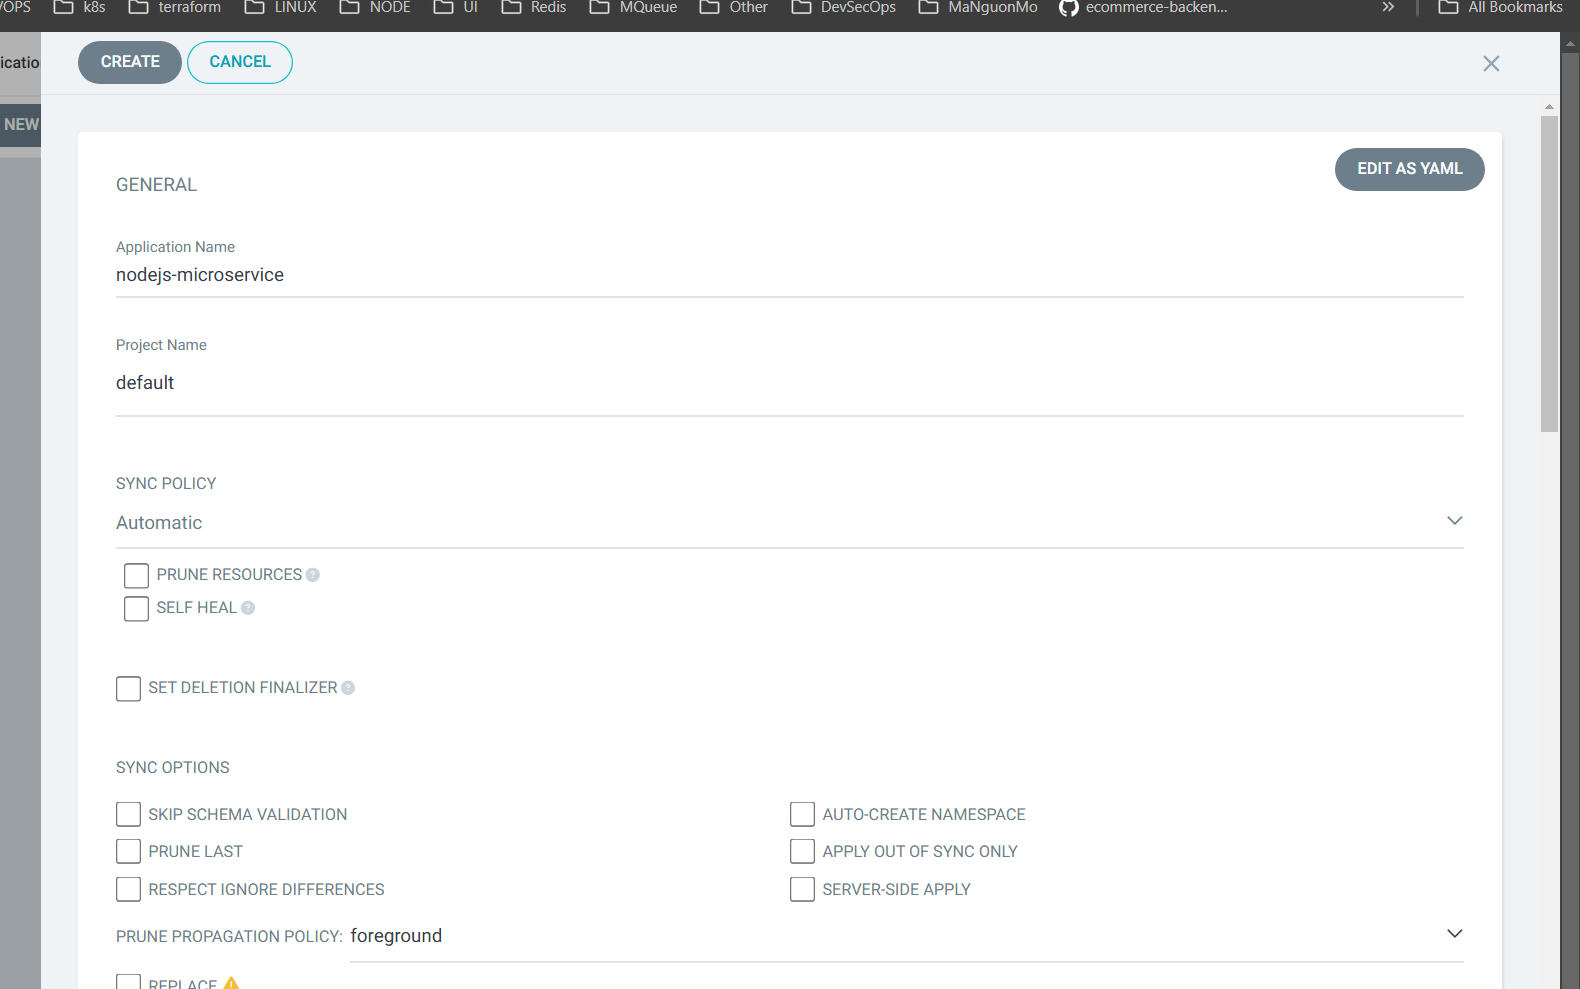 /OPS k8s terraform LINUX NODE UI Redis MQueue Other DevSecOps MaNguonMo ecommerce-backen... » All Bookmarks
icatio
CREATE CANCEL
NEW
EDIT AS YAML
GENERAL
Application Name
nodejs-microservice
Project Name
default
SYNC POLICY
Automatic
PRUNE RESOURCES ?
SELF HEAL ?
SET DELETION FINALIZER ?
SYNC OPTIONS
SKIP SCHEMA VALIDATION AUTO-CREATE NAMESPACE
PRUNE LAST APPLY OUT OF SYNC ONLY
RESPECT IGNORE DIFFERENCES SERVER-SIDE APPLY
PRUNE PROPAGATION POLICY: foreground
REPLACE